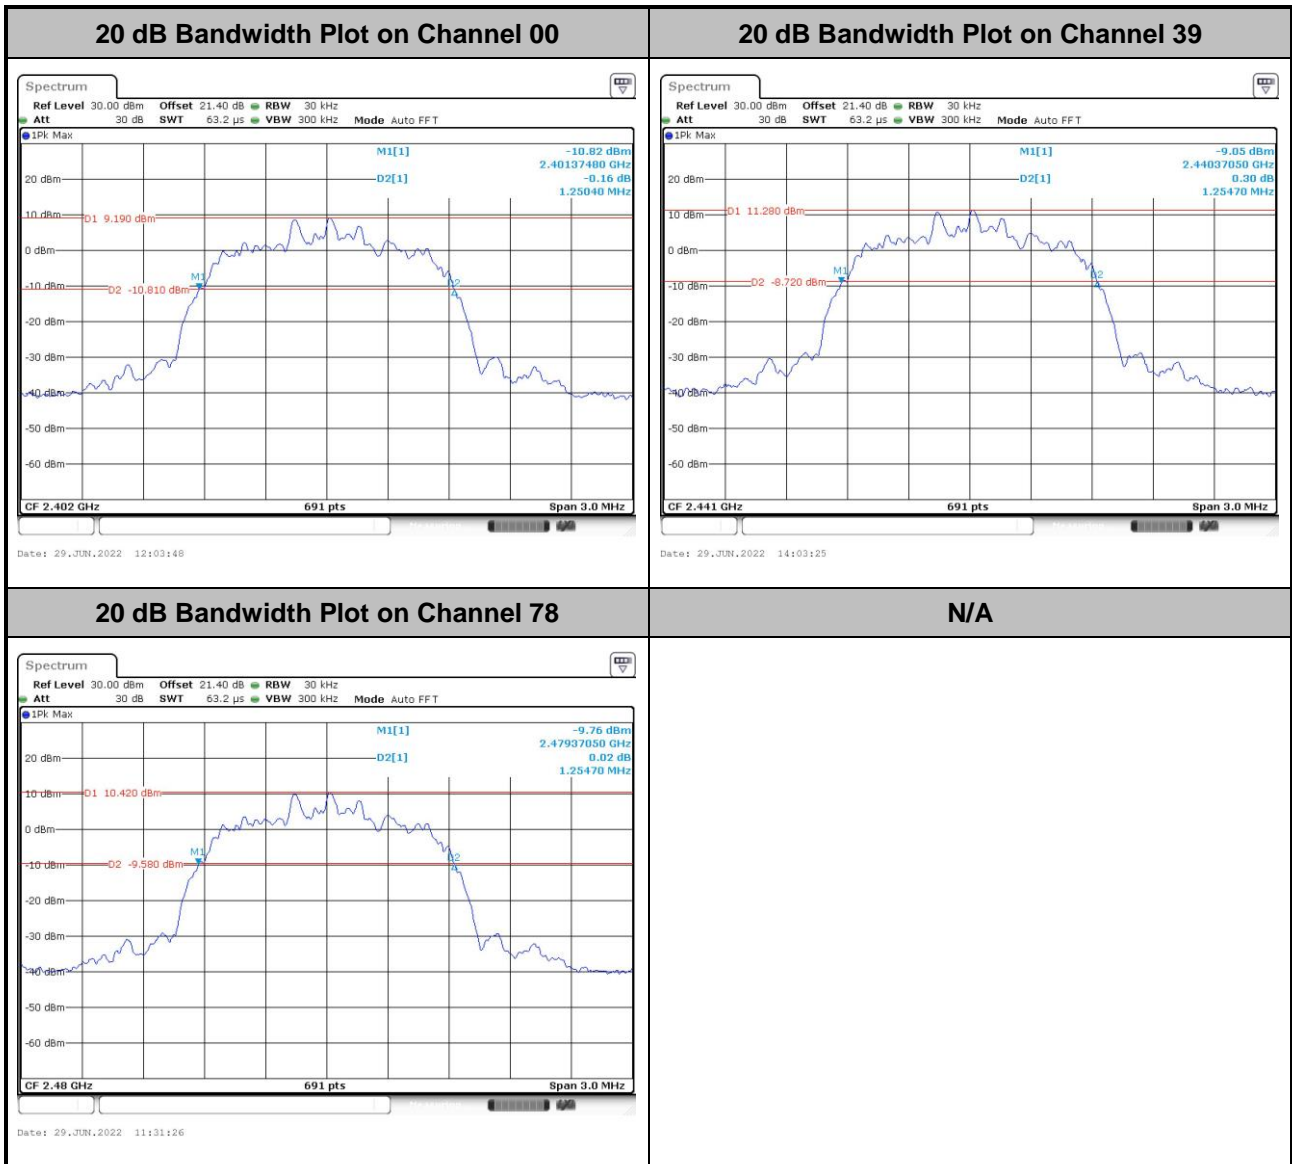 20 dB Bandwidth Plot on Channel 00
20 dB Bandwidth Plot on Channel 39
Spectrum
Ref Level 30.00 dBm Offset 21.40 dB RBW 30 kHz
Att 30 dB SWT 63.2 µs VBW 300 kHz Mode Auto FFT
1Pk Max
M1[1] -10.82 dBm
2.40137480 GHz
20 dBm
D2[1] -0.16 dB
1.25040 MHz
10 dBm
D1 9.190 dBm
0 dBm
M1
D2
-10 dBm
D2 -10.810 dBm
-20 dBm
-30 dBm
-40 dBm
-50 dBm
-60 dBm
CF 2.402 GHz 691 pts Span 3.0 MHz
Date: 29.JUN.2022 12:03:48
Spectrum
Ref Level 30.00 dBm Offset 21.40 dB RBW 30 kHz
Att 30 dB SWT 63.2 µs VBW 300 kHz Mode Auto FFT
1Pk Max
M1[1] -9.05 dBm
2.44037050 GHz
20 dBm
D2[1] 0.30 dB
1.25470 MHz
10 dBm
D1 11.280 dBm
0 dBm
M1
D2
-10 dBm
D2 -8.720 dBm
-20 dBm
-30 dBm
-40 dBm
-50 dBm
-60 dBm
CF 2.441 GHz 691 pts Span 3.0 MHz
Date: 29.JUN.2022 14:03:25
20 dB Bandwidth Plot on Channel 78
N/A
Spectrum
Ref Level 30.00 dBm Offset 21.40 dB RBW 30 kHz
Att 30 dB SWT 63.2 µs VBW 300 kHz Mode Auto FFT
1Pk Max
M1[1] -9.76 dBm
2.47937050 GHz
20 dBm
D2[1] 0.02 dB
1.25470 MHz
10 dBm
D1 10.420 dBm
0 dBm
M1
D2
-10 dBm
D2 -9.580 dBm
-20 dBm
-30 dBm
-40 dBm
-50 dBm
-60 dBm
CF 2.48 GHz 691 pts Span 3.0 MHz
Date: 29.JUN.2022 11:31:26